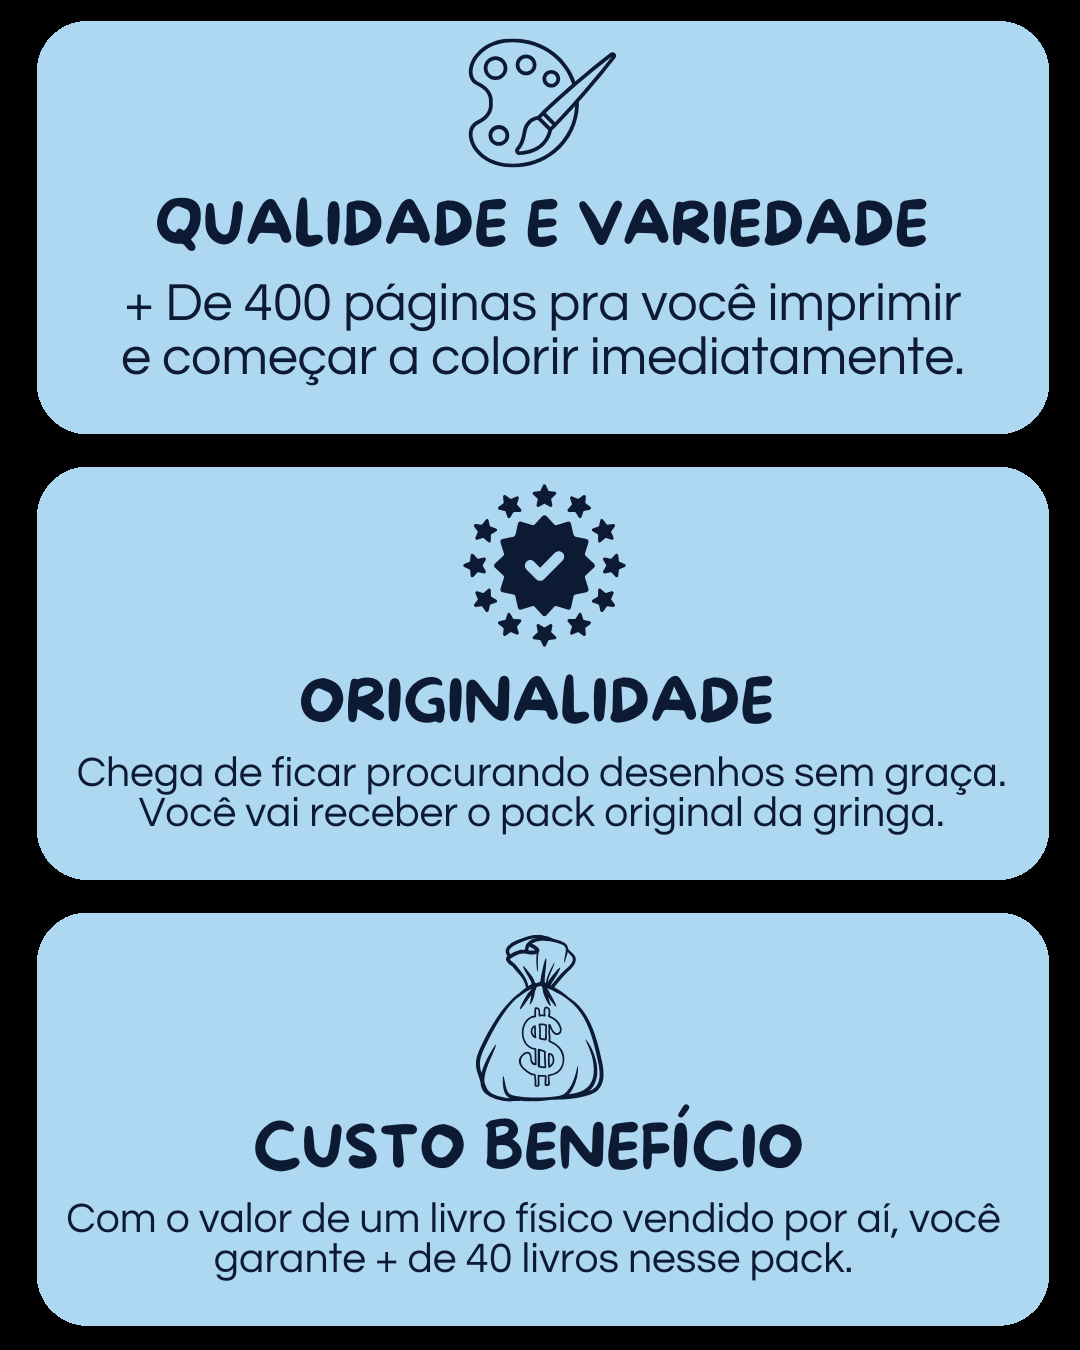 QUALIDADE E VARIEDADE
+ De 400 páginas pra você imprimir
e começar a colorir imediatamente.
ORIGINALIDADE
Chega de ficar procurando desenhos sem graça.
Você vai receber o pack original da gringa.
$
CUSTO BENEFÍCIO
Com o valor de um livro físico vendido por aí, você
garante + de 40 livros nesse pack.